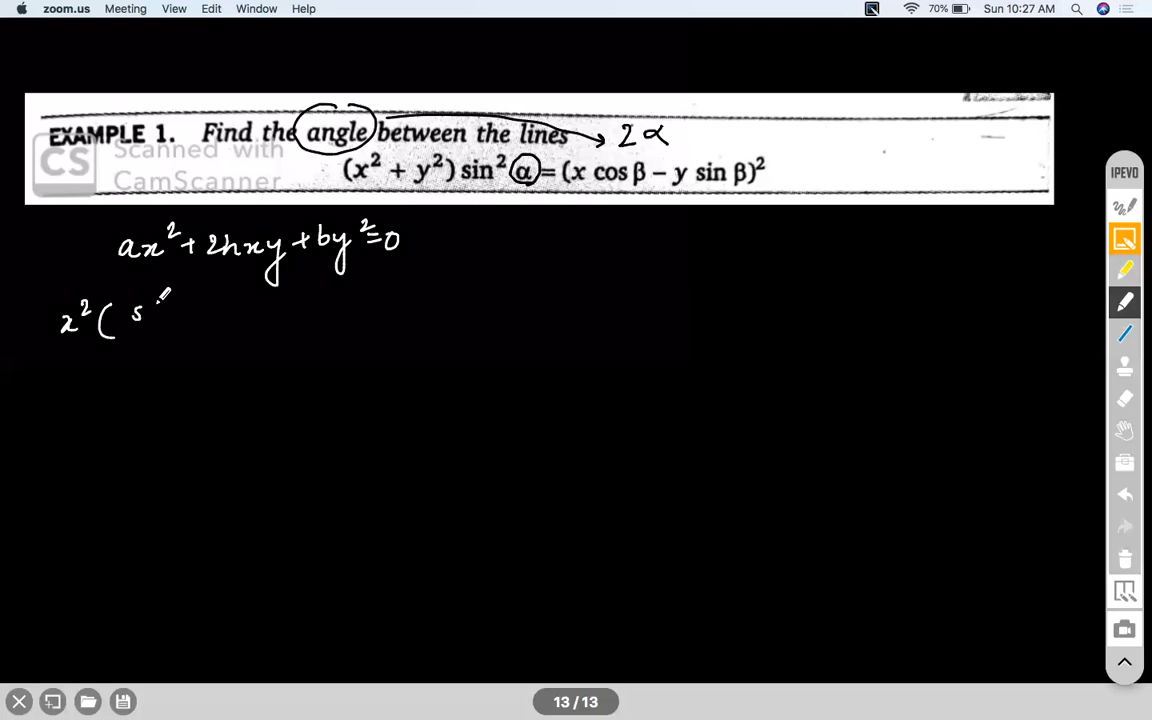 zoom.us Meeting View Edit Window Help 70% Sun 10:27 AM
EXAMPLE 1. Find the angle between the lines → 2α
(x² + y²) sin² α = (x cos β – y sin β)²
CS Scanned with
CamScanner
IPEVO
ax² + 2hxy + by² = 0
x² ( s
13 / 13